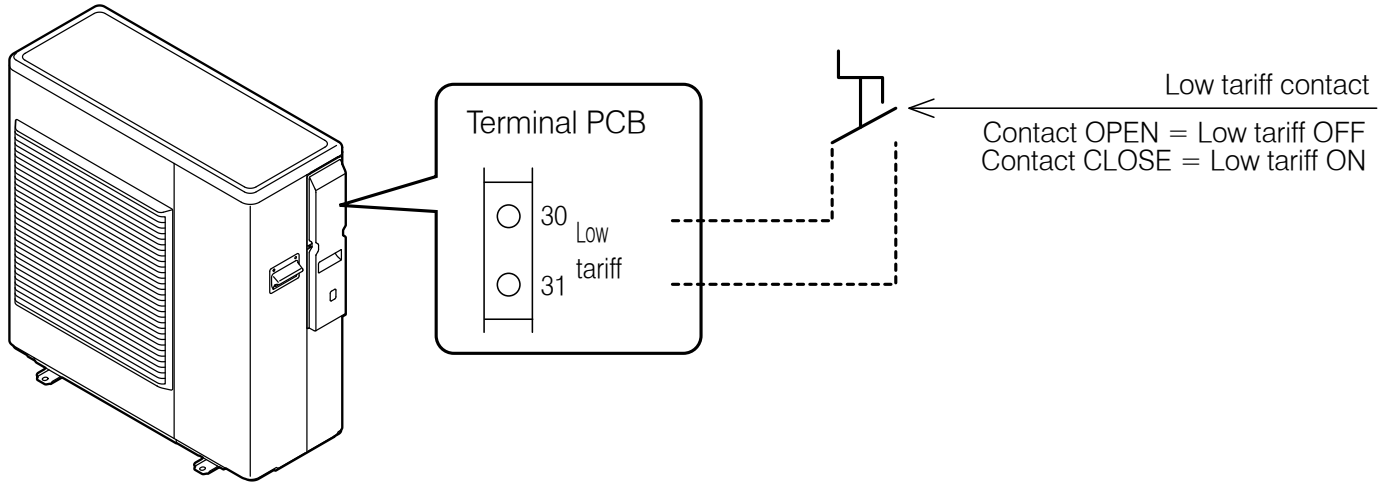 Terminal PCB
30
Low
tariff
31
Low tariff contact
Contact OPEN = Low tariff OFF
Contact CLOSE = Low tariff ON